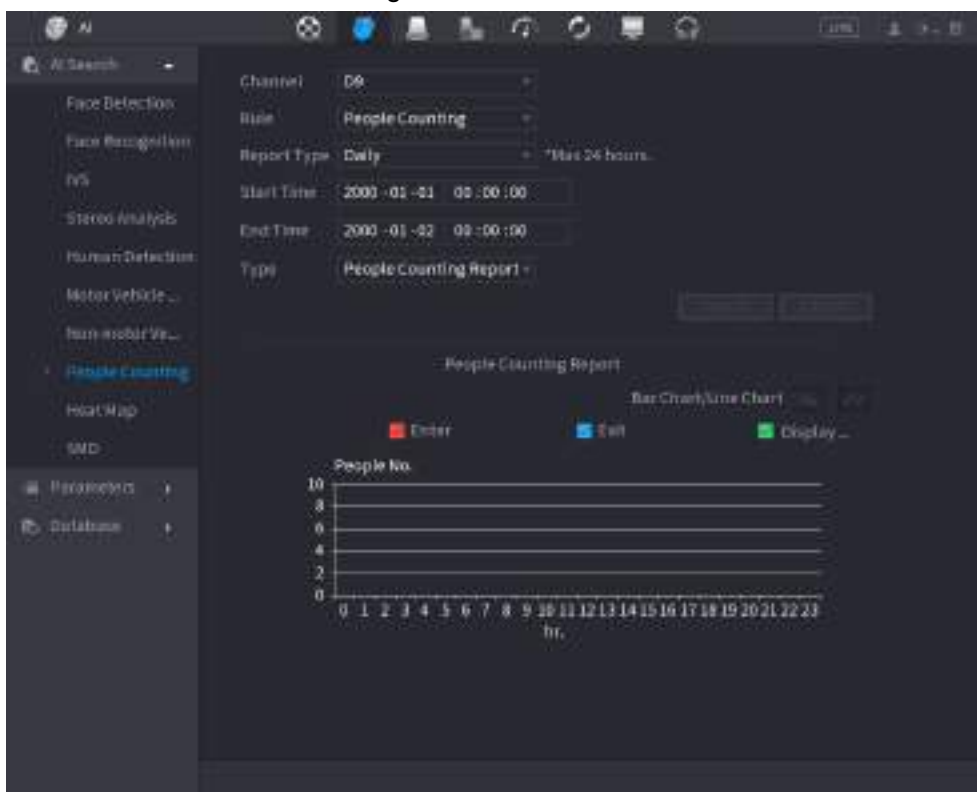 AI
LIVE
AI Search
Face Detection
Face Recognition
IVS
Stereo Analysis
Human Detection
Motor Vehicle ...
Non-motor Ve...
People Counting
Heat Map
SMD
Parameters
Database
Channel D9
Rule People Counting
Report Type Daily *Max 24 hours.
Start Time 2000 -01 -01 00 :00 :00
End Time 2000 -01 -02 00 :00 :00
Type People Counting Report
People Counting Report
Bar Chart/Line Chart
Enter Exit Display ...
People No.
10
8
6
4
2
0
0 1 2 3 4 5 6 7 8 9 10 11 12 13 14 15 16 17 18 19 20 21 22 23
hr.